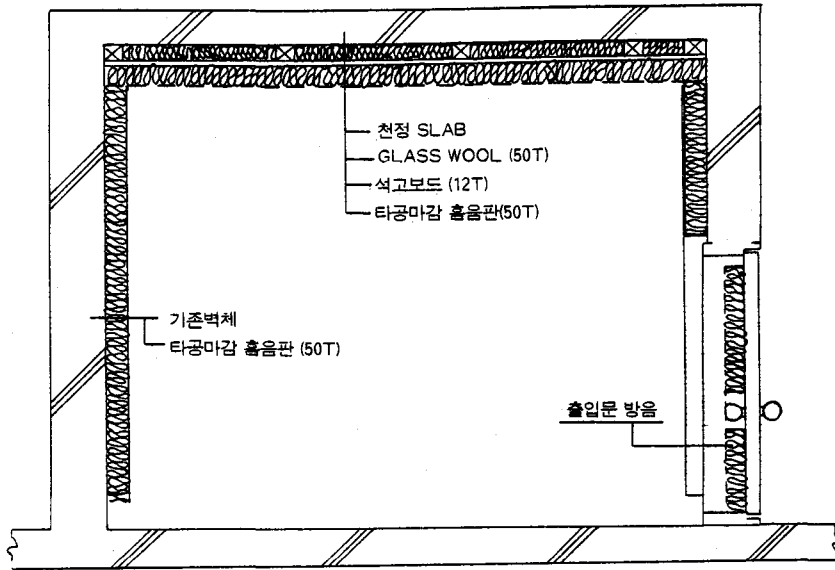 천정 SLAB
GLASS WOOL (50T)
석고보드 (12T)
타공마감 흡음판(50T)
기존벽체
타공마감 흡음판 (50T)
출입문 방음